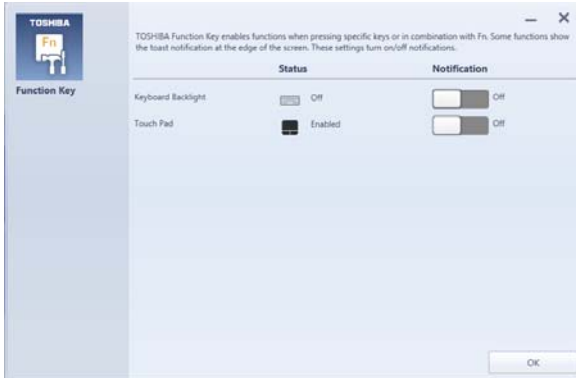 TOSHIBA
Fn
Function Key
TOSHIBA Function Key enables functions when pressing specific keys or in combination with Fn. Some functions show
the toast notification at the edge of the screen. These settings turn on/off notifications.
Status Notification
Keyboard Backlight Off Off
Touch Pad Enabled Off
OK